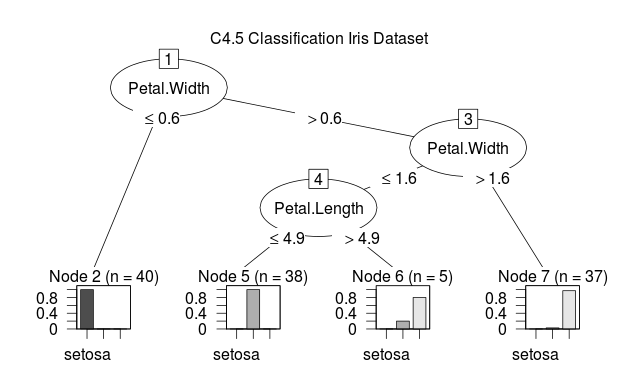 C4.5 Classification Iris Dataset
1
Petal.Width
≤ 0.6
> 0.6
3
Petal.Width
≤ 1.6
> 1.6
4
Petal.Length
≤ 4.9
> 4.9
Node 2 (n = 40)
0.8
0.4
0
setosa
Node 5 (n = 38)
0.8
0.4
0
setosa
Node 6 (n = 5)
0.8
0.4
0
setosa
Node 7 (n = 37)
0.8
0.4
0
setosa